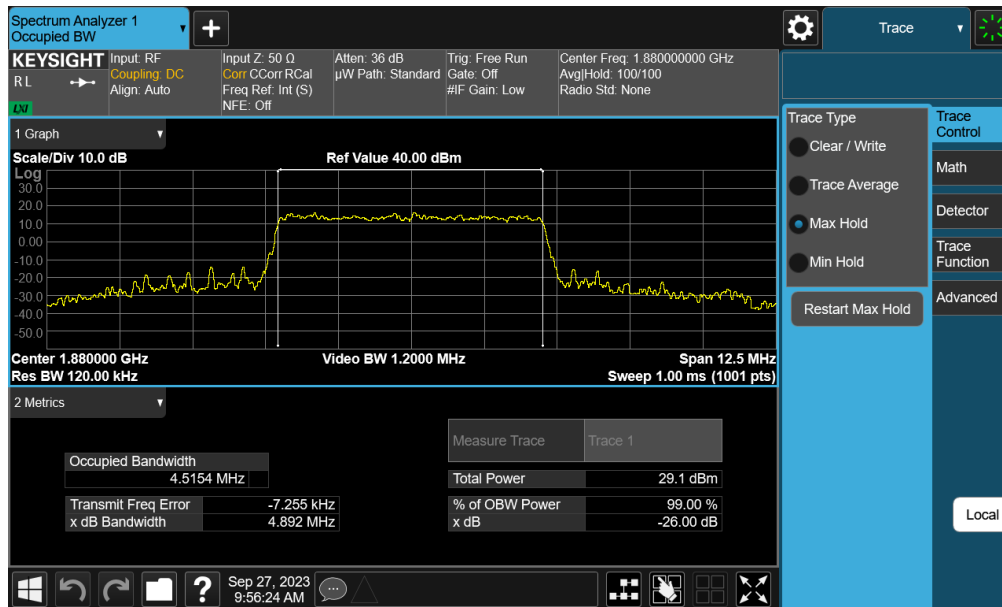 Spectrum Analyzer 1
Occupied BW
+
Trace
KEYSIGHT
RL
LXI
Input: RF
Coupling: DC
Align: Auto
Input Z: 50 Ω
Corr CCorr RCal
Freq Ref: Int (S)
NFE: Off
Atten: 36 dB
µW Path: Standard
Trig: Free Run
Gate: Off
#IF Gain: Low
Center Freq: 1.880000000 GHz
Avg|Hold: 100/100
Radio Std: None
1 Graph
Scale/Div 10.0 dB
Ref Value 40.00 dBm
Log
30.0
20.0
10.0
0.00
-10.0
-20.0
-30.0
-40.0
-50.0
Center 1.880000 GHz
Video BW 1.2000 MHz
Span 12.5 MHz
Res BW 120.00 kHz
Sweep 1.00 ms (1001 pts)
2 Metrics
Measure Trace
Trace 1
Occupied Bandwidth
4.5154 MHz
Total Power
29.1 dBm
Transmit Freq Error
-7.255 kHz
% of OBW Power
99.00 %
x dB Bandwidth
4.892 MHz
x dB
-26.00 dB
Trace Type
Clear / Write
Trace Average
Max Hold
Min Hold
Restart Max Hold
Trace
Control
Math
Detector
Trace
Function
Advanced
Local
?
Sep 27, 2023
9:56:24 AM